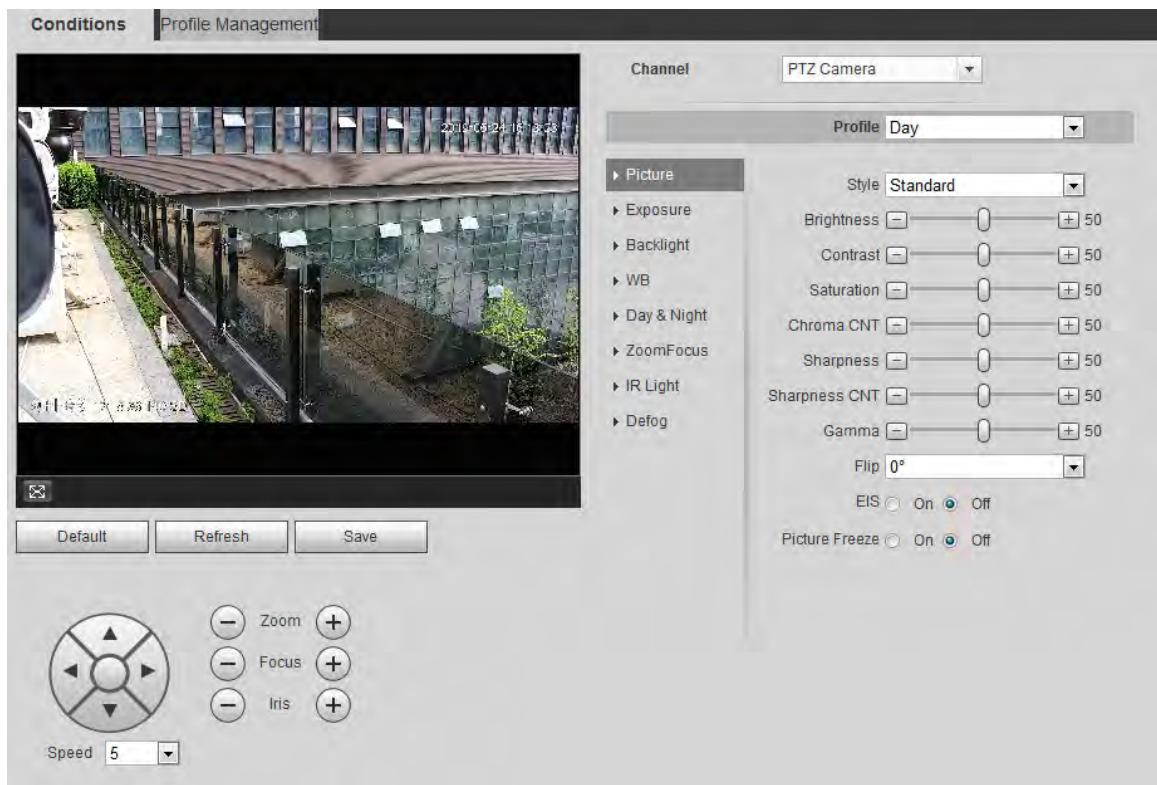 Conditions Profile Management
Channel PTZ Camera
Profile Day
Picture
Exposure
Backlight
WB
Day & Night
ZoomFocus
IR Light
Defog
Style Standard
Brightness 50
Contrast 50
Saturation 50
Chroma CNT 50
Sharpness 50
Sharpness CNT 50
Gamma 50
Flip 0°
EIS On Off
Picture Freeze On Off
Default Refresh Save
Zoom
Focus
Iris
Speed 5